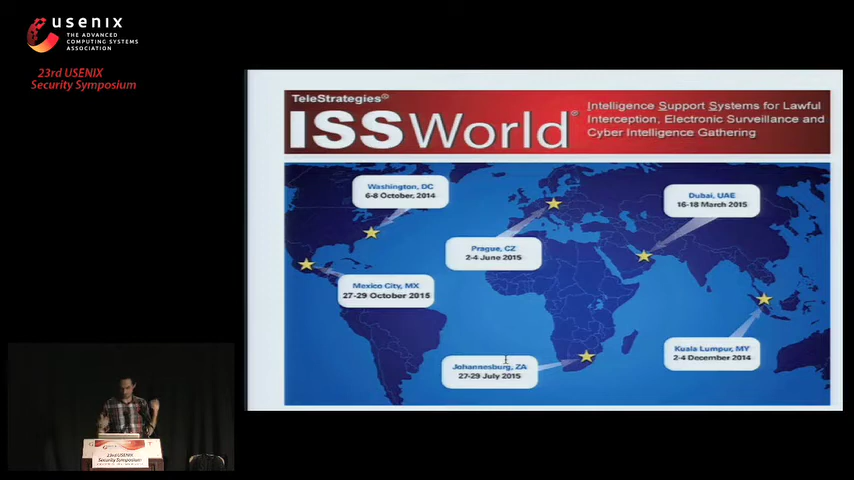 usenix
THE ADVANCED
COMPUTING SYSTEMS
ASSOCIATION
23rd USENIX
Security Symposium
TeleStrategies®
ISSWorld®
Intelligence Support Systems for Lawful
Interception, Electronic Surveillance and
Cyber Intelligence Gathering
Washington, DC
6-8 October, 2014
Dubai, UAE
16-18 March 2015
Prague, CZ
2-4 June 2015
Mexico City, MX
27-29 October 2015
Kuala Lumpur, MY
2-4 December 2014
Johannesburg, ZA
27-29 July 2015
23rd USENIX
Security Symposium